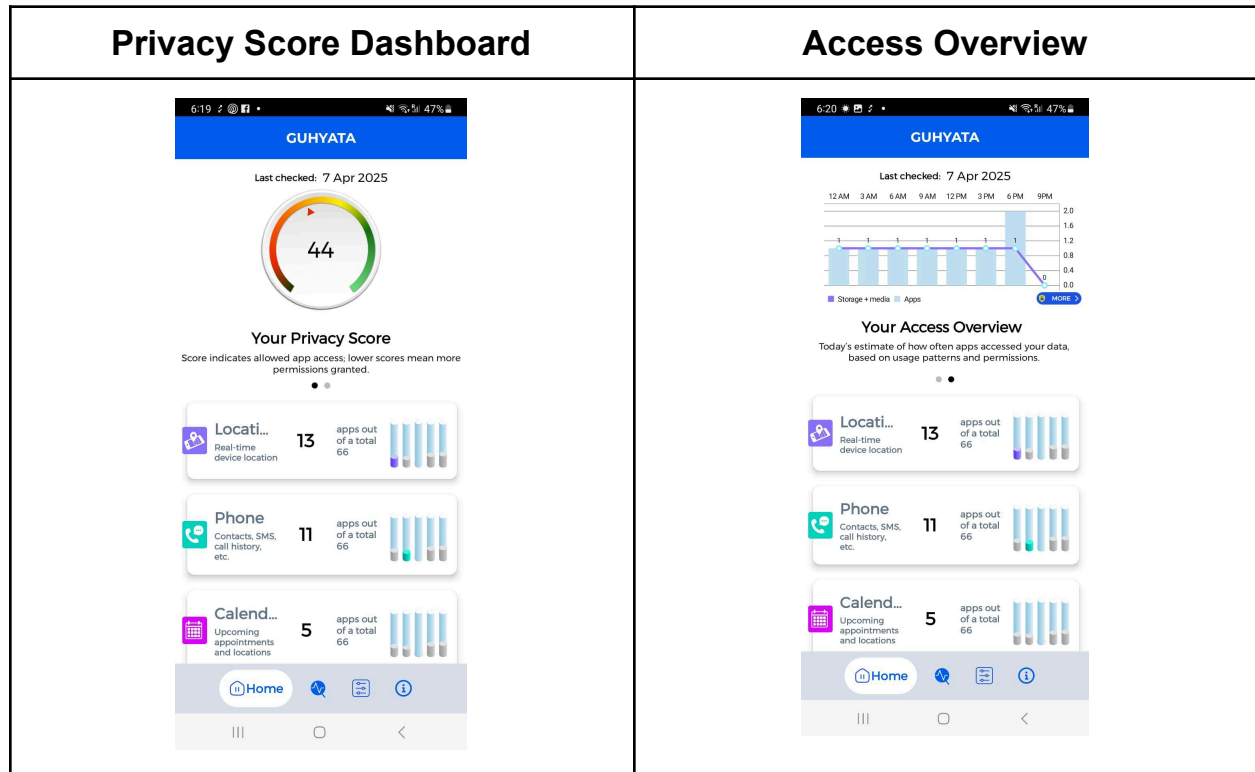 Privacy Score Dashboard
Access Overview
6:19
47%
GUHYATA
Last checked: 7 Apr 2025
44
Your Privacy Score
Score indicates allowed app access; lower scores mean more
permissions granted.
Locati...
Real-time
device location
13
apps out
of a total
66
Phone
Contacts, SMS,
call history,
etc.
11
apps out
of a total
66
Calend...
Upcoming
appointments
and locations
5
apps out
of a total
66
Home
6:20
47%
GUHYATA
Last checked: 7 Apr 2025
12 AM 3 AM 6 AM 9 AM 12 PM 3 PM 6 PM 9PM
2.0
1.6
1.2
0.8
0.4
0.0
1 1 1 1 1 1 1 0
Storage + media Apps
MORE >
Your Access Overview
Today's estimate of how often apps accessed your data,
based on usage patterns and permissions.
Locati...
Real-time
device location
13
apps out
of a total
66
Phone
Contacts, SMS,
call history,
etc.
11
apps out
of a total
66
Calend...
Upcoming
appointments
and locations
5
apps out
of a total
66
Home